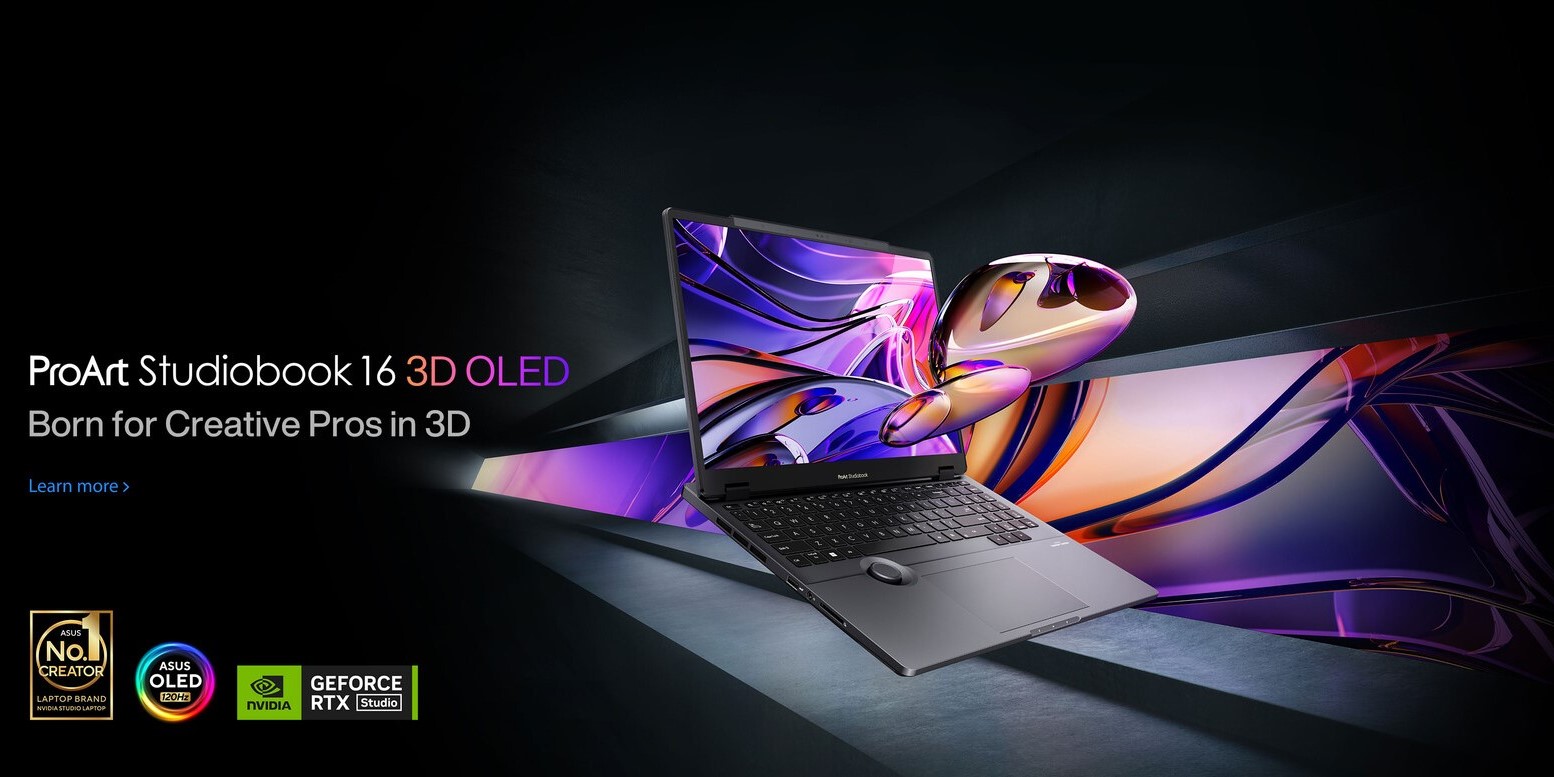 ProArt Studiobook 16 3D OLED
Born for Creative Pros in 3D
Learn more >
ASUS
No.1
CREATOR
LAPTOP BRAND
NVIDIA STUDIO LAPTOP
ASUS
OLED
120Hz
NVIDIA
GEFORCE
RTX Studio
ProArt Studiobook